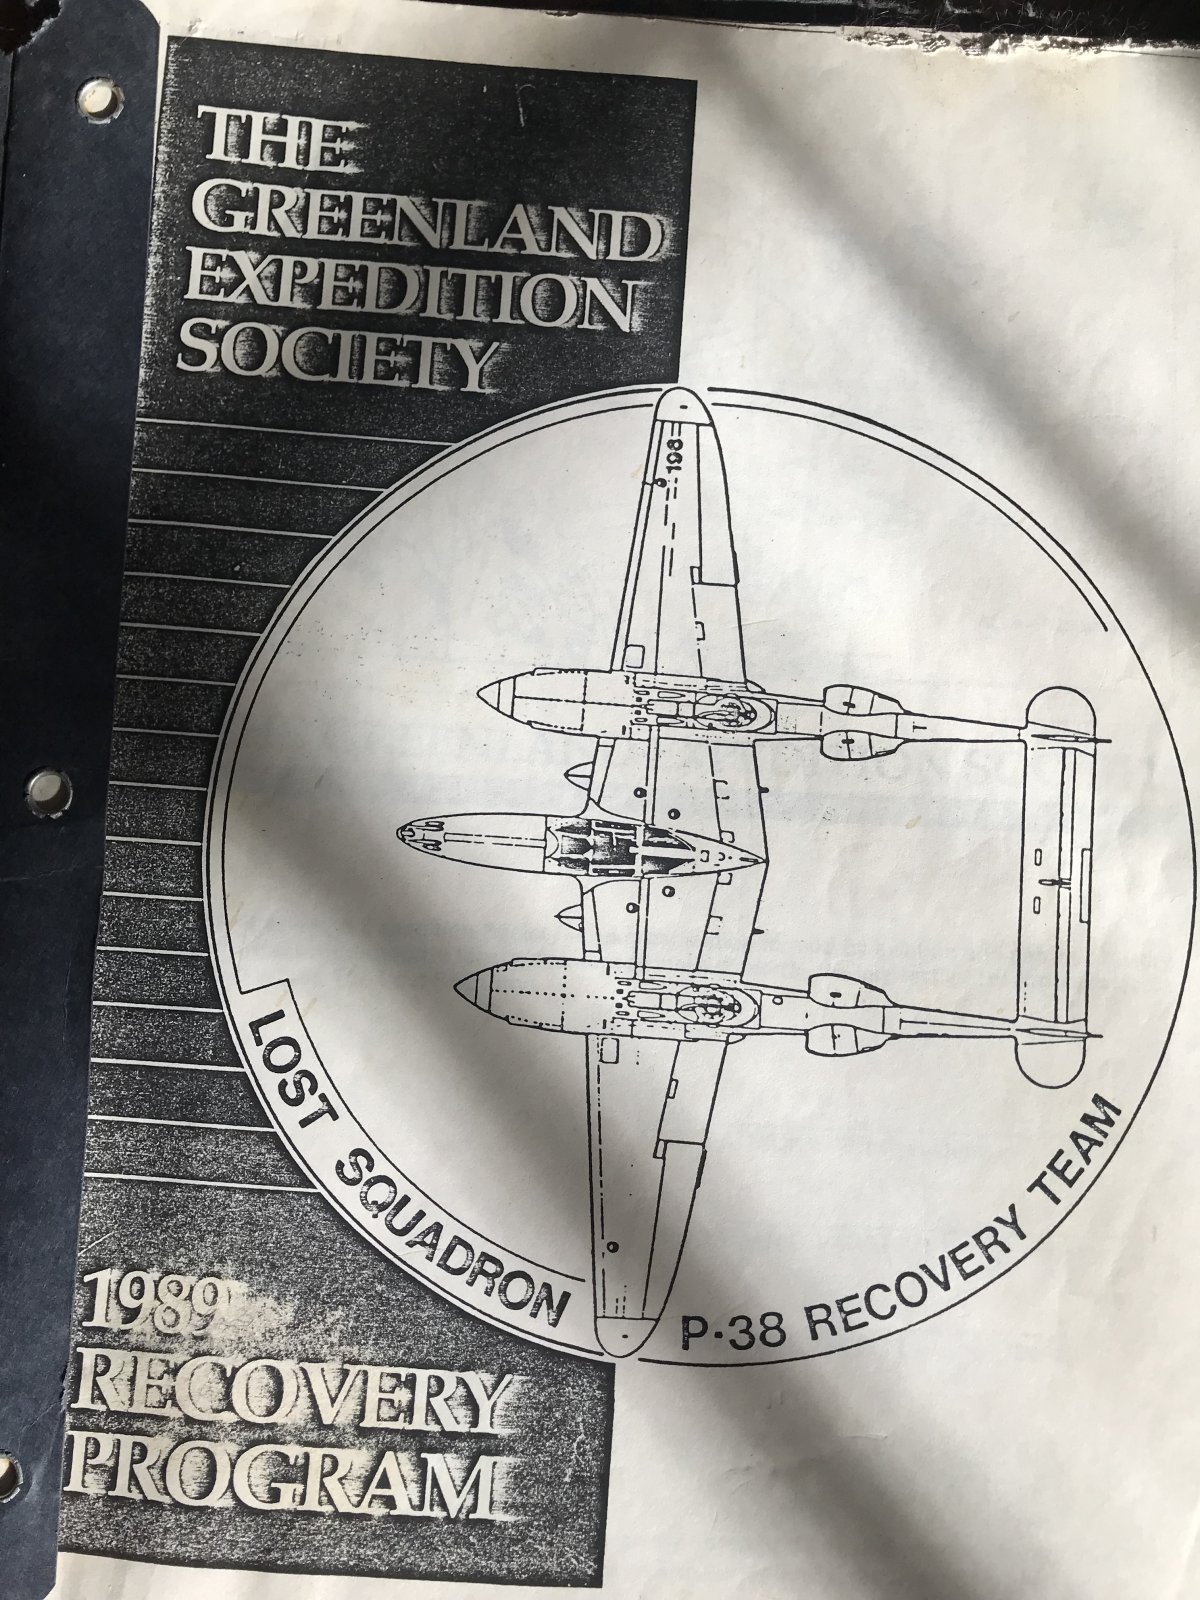 THE
GREENLAND
EXPEDITION
SOCIETY
198
T
LOST SQUADRON
P-38 RECOVERY TEAM
1989
RECOVERY
PROGRAM